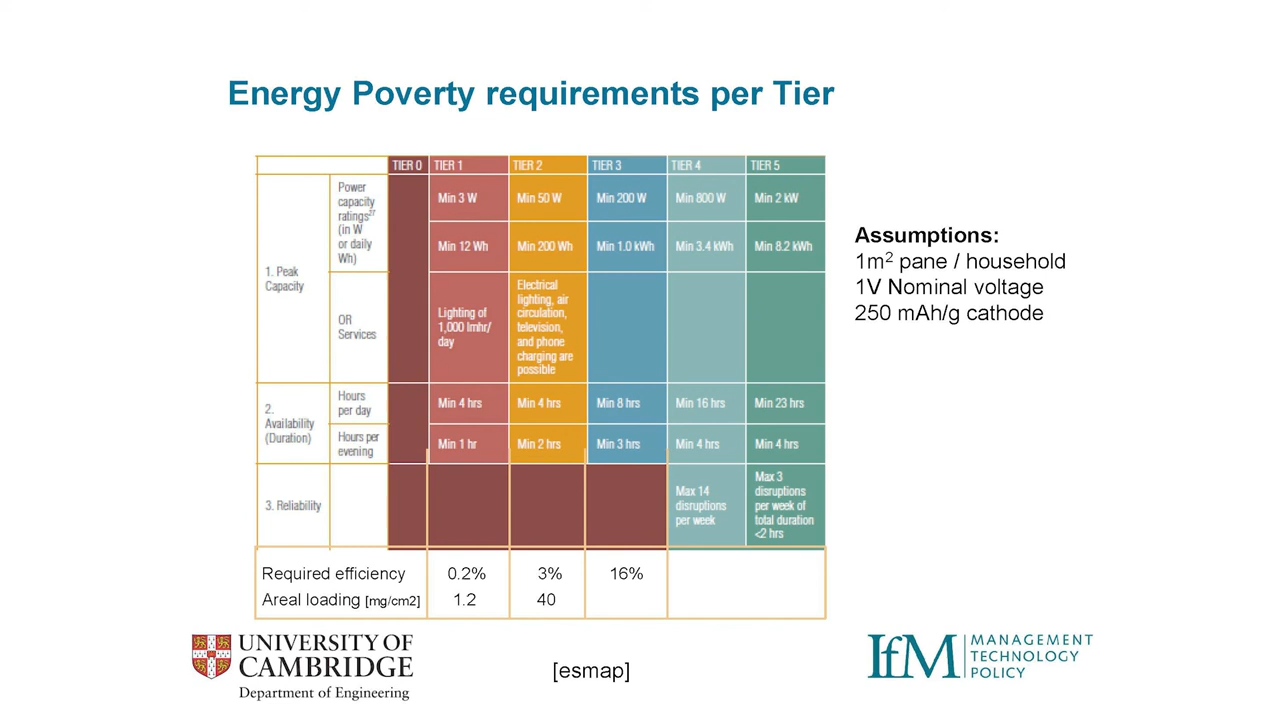 Energy Poverty requirements per Tier
TIER 0 TIER 1 TIER 2 TIER 3 TIER 4 TIER 5
1. Peak
Capacity
Power
capacity
ratings27
(in W
or daily
Wh)
Min 3 W Min 50 W Min 200 W Min 800 W Min 2 kW
Min 12 Wh Min 200 Wh Min 1.0 kWh Min 3.4 kWh Min 8.2 kWh
OR
Services
Lighting of
1,000 lmhr/
day
Electrical
lighting, air
circulation,
television,
and phone
charging are
possible
2.
Availability
(Duration)
Hours
per day
Min 4 hrs Min 4 hrs Min 8 hrs Min 16 hrs Min 23 hrs
Hours per
evening
Min 1 hr Min 2 hrs Min 3 hrs Min 4 hrs Min 4 hrs
3. Reliability
Max 14
disruptions
per week
Max 3
disruptions
per week of
total duration
<2 hrs
Required efficiency 0.2% 3% 16%
Areal loading [mg/cm2] 1.2 40
Assumptions:
1m2 pane / household
1V Nominal voltage
250 mAh/g cathode
UNIVERSITY OF
CAMBRIDGE
Department of Engineering
[esmap]
IfM
MANAGEMENT
TECHNOLOGY
POLICY